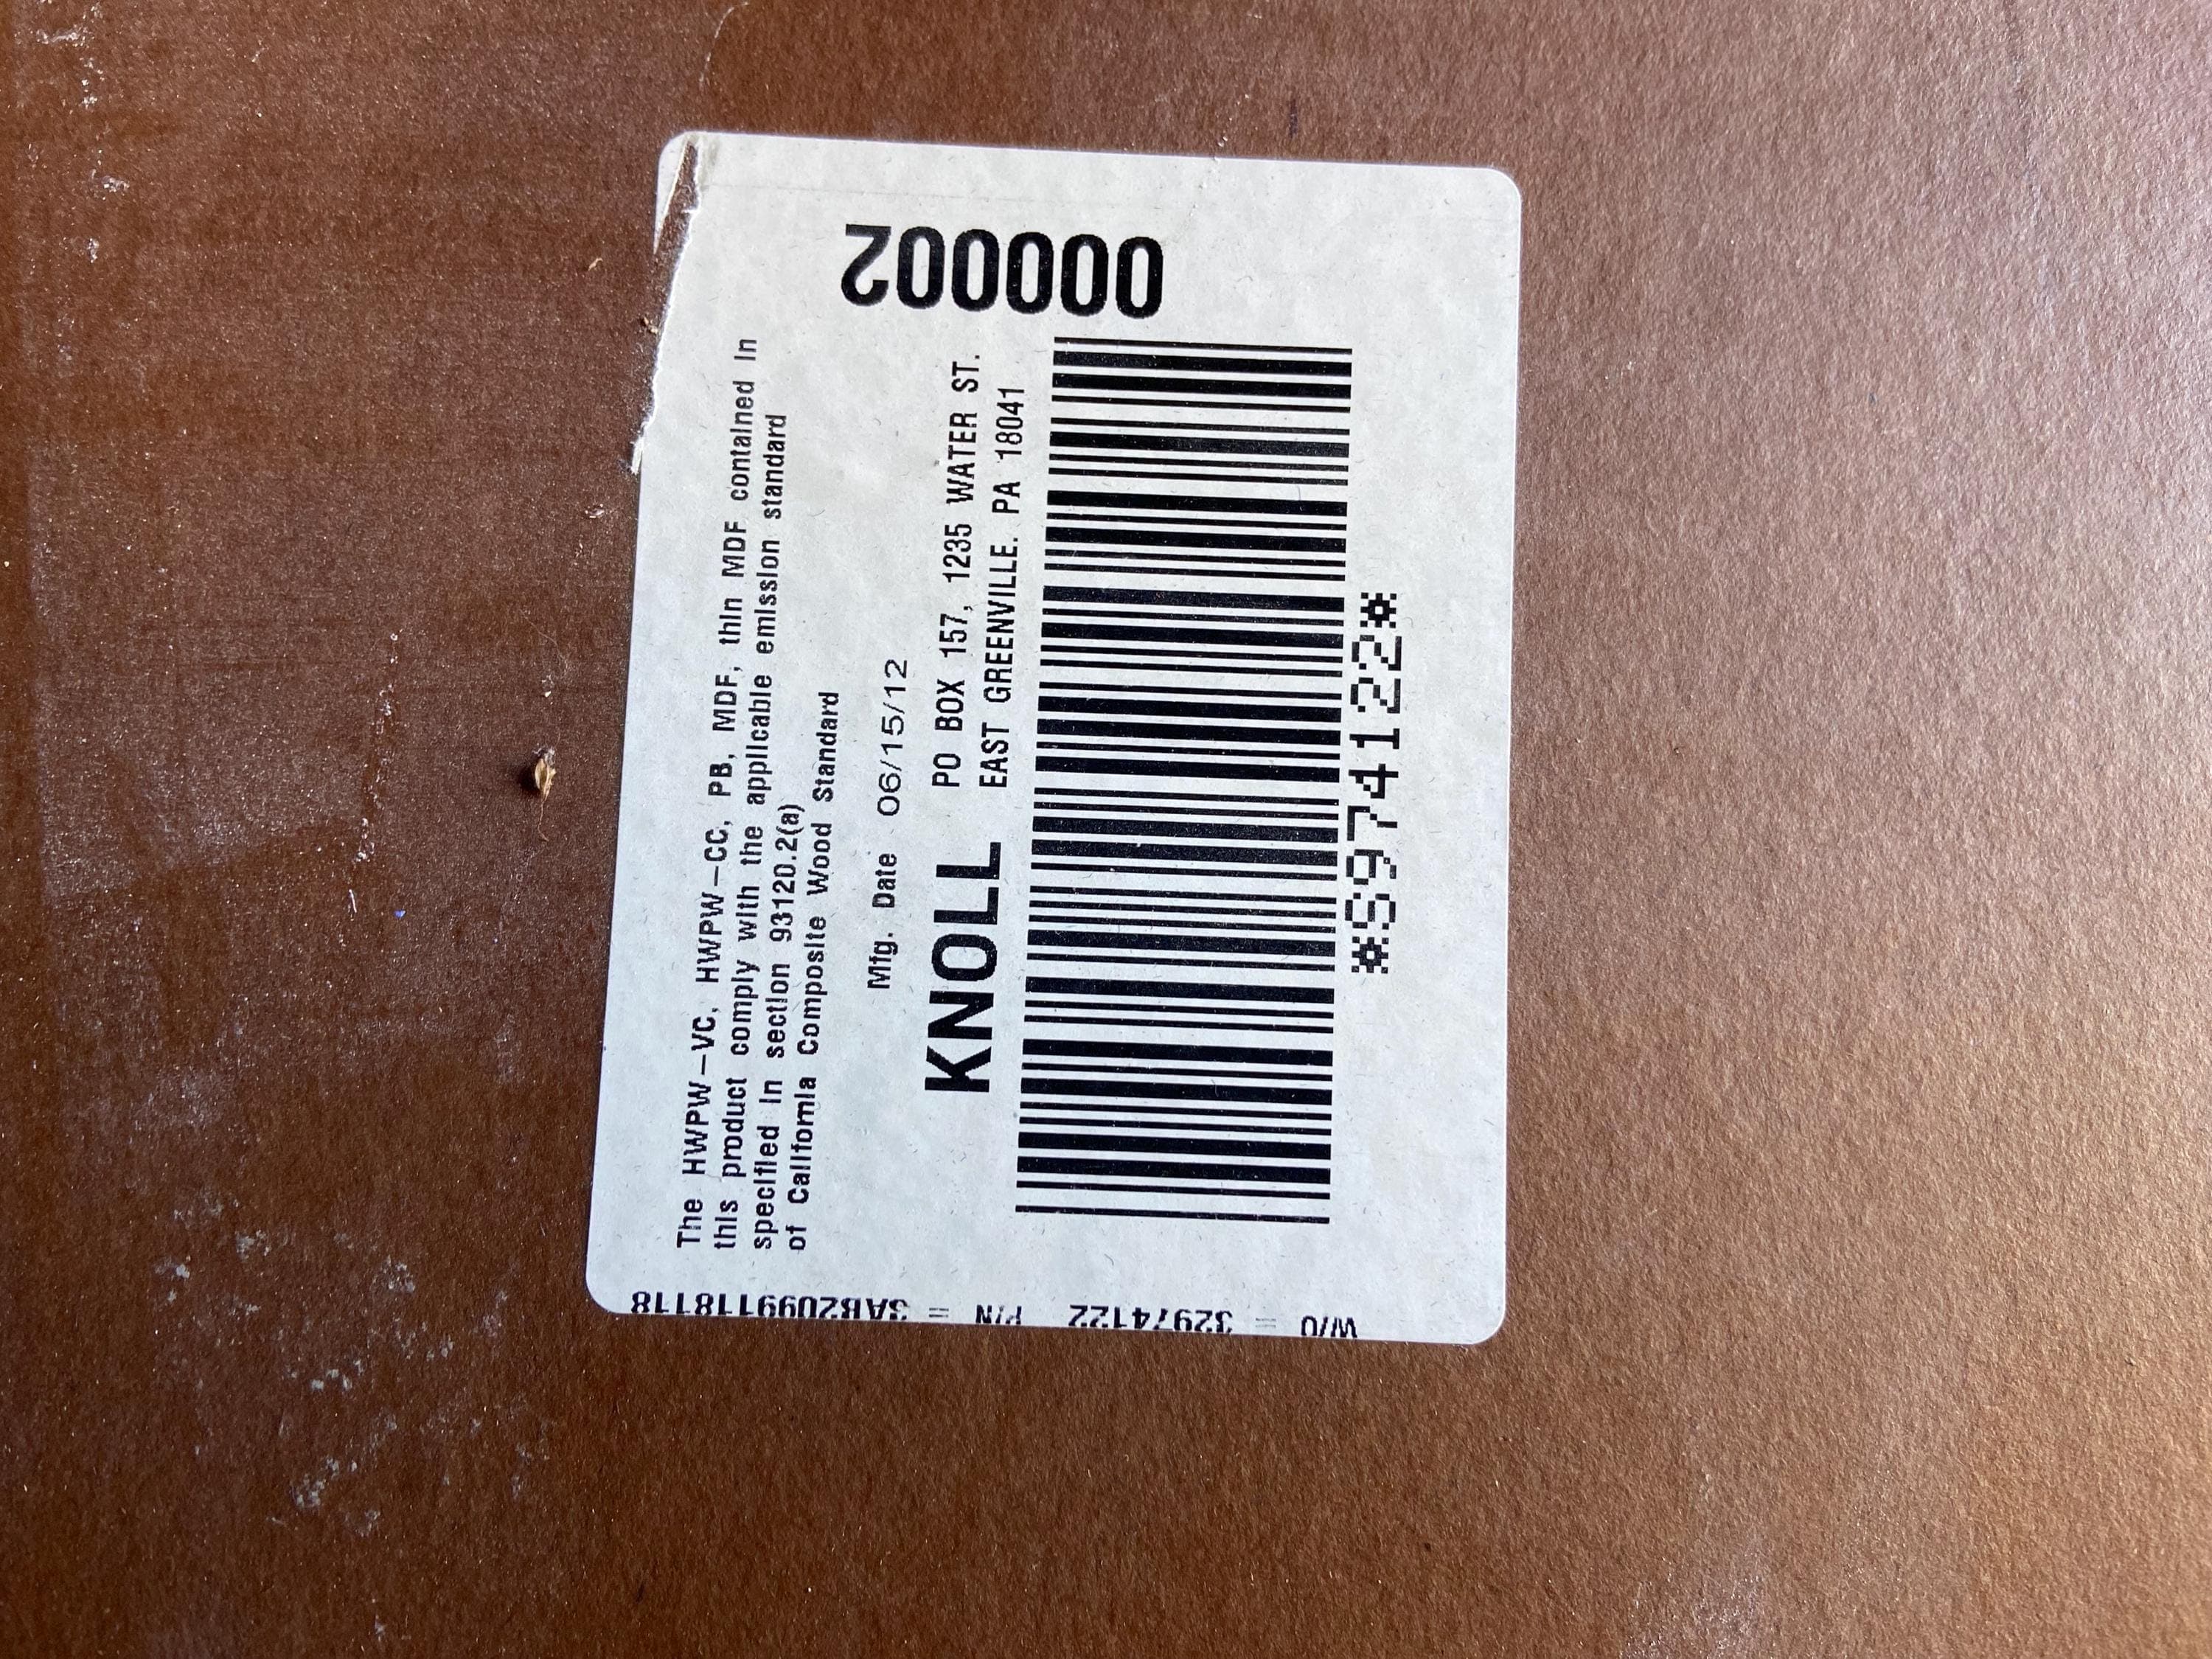 The HWPW-VC, HWPW-CC, PB, MDF, thin MDF contained in
this product comply with the applicable emission standard
specified in section 93120.2(a)
of California Composite Wood Standard
Mfg. Date 06/15/12
KNOLL PO BOX 157, 1235 WATER ST.
EAST GREENVILLE. PA 18041
*S974122*
000002
W/O = 32974122 P/N =